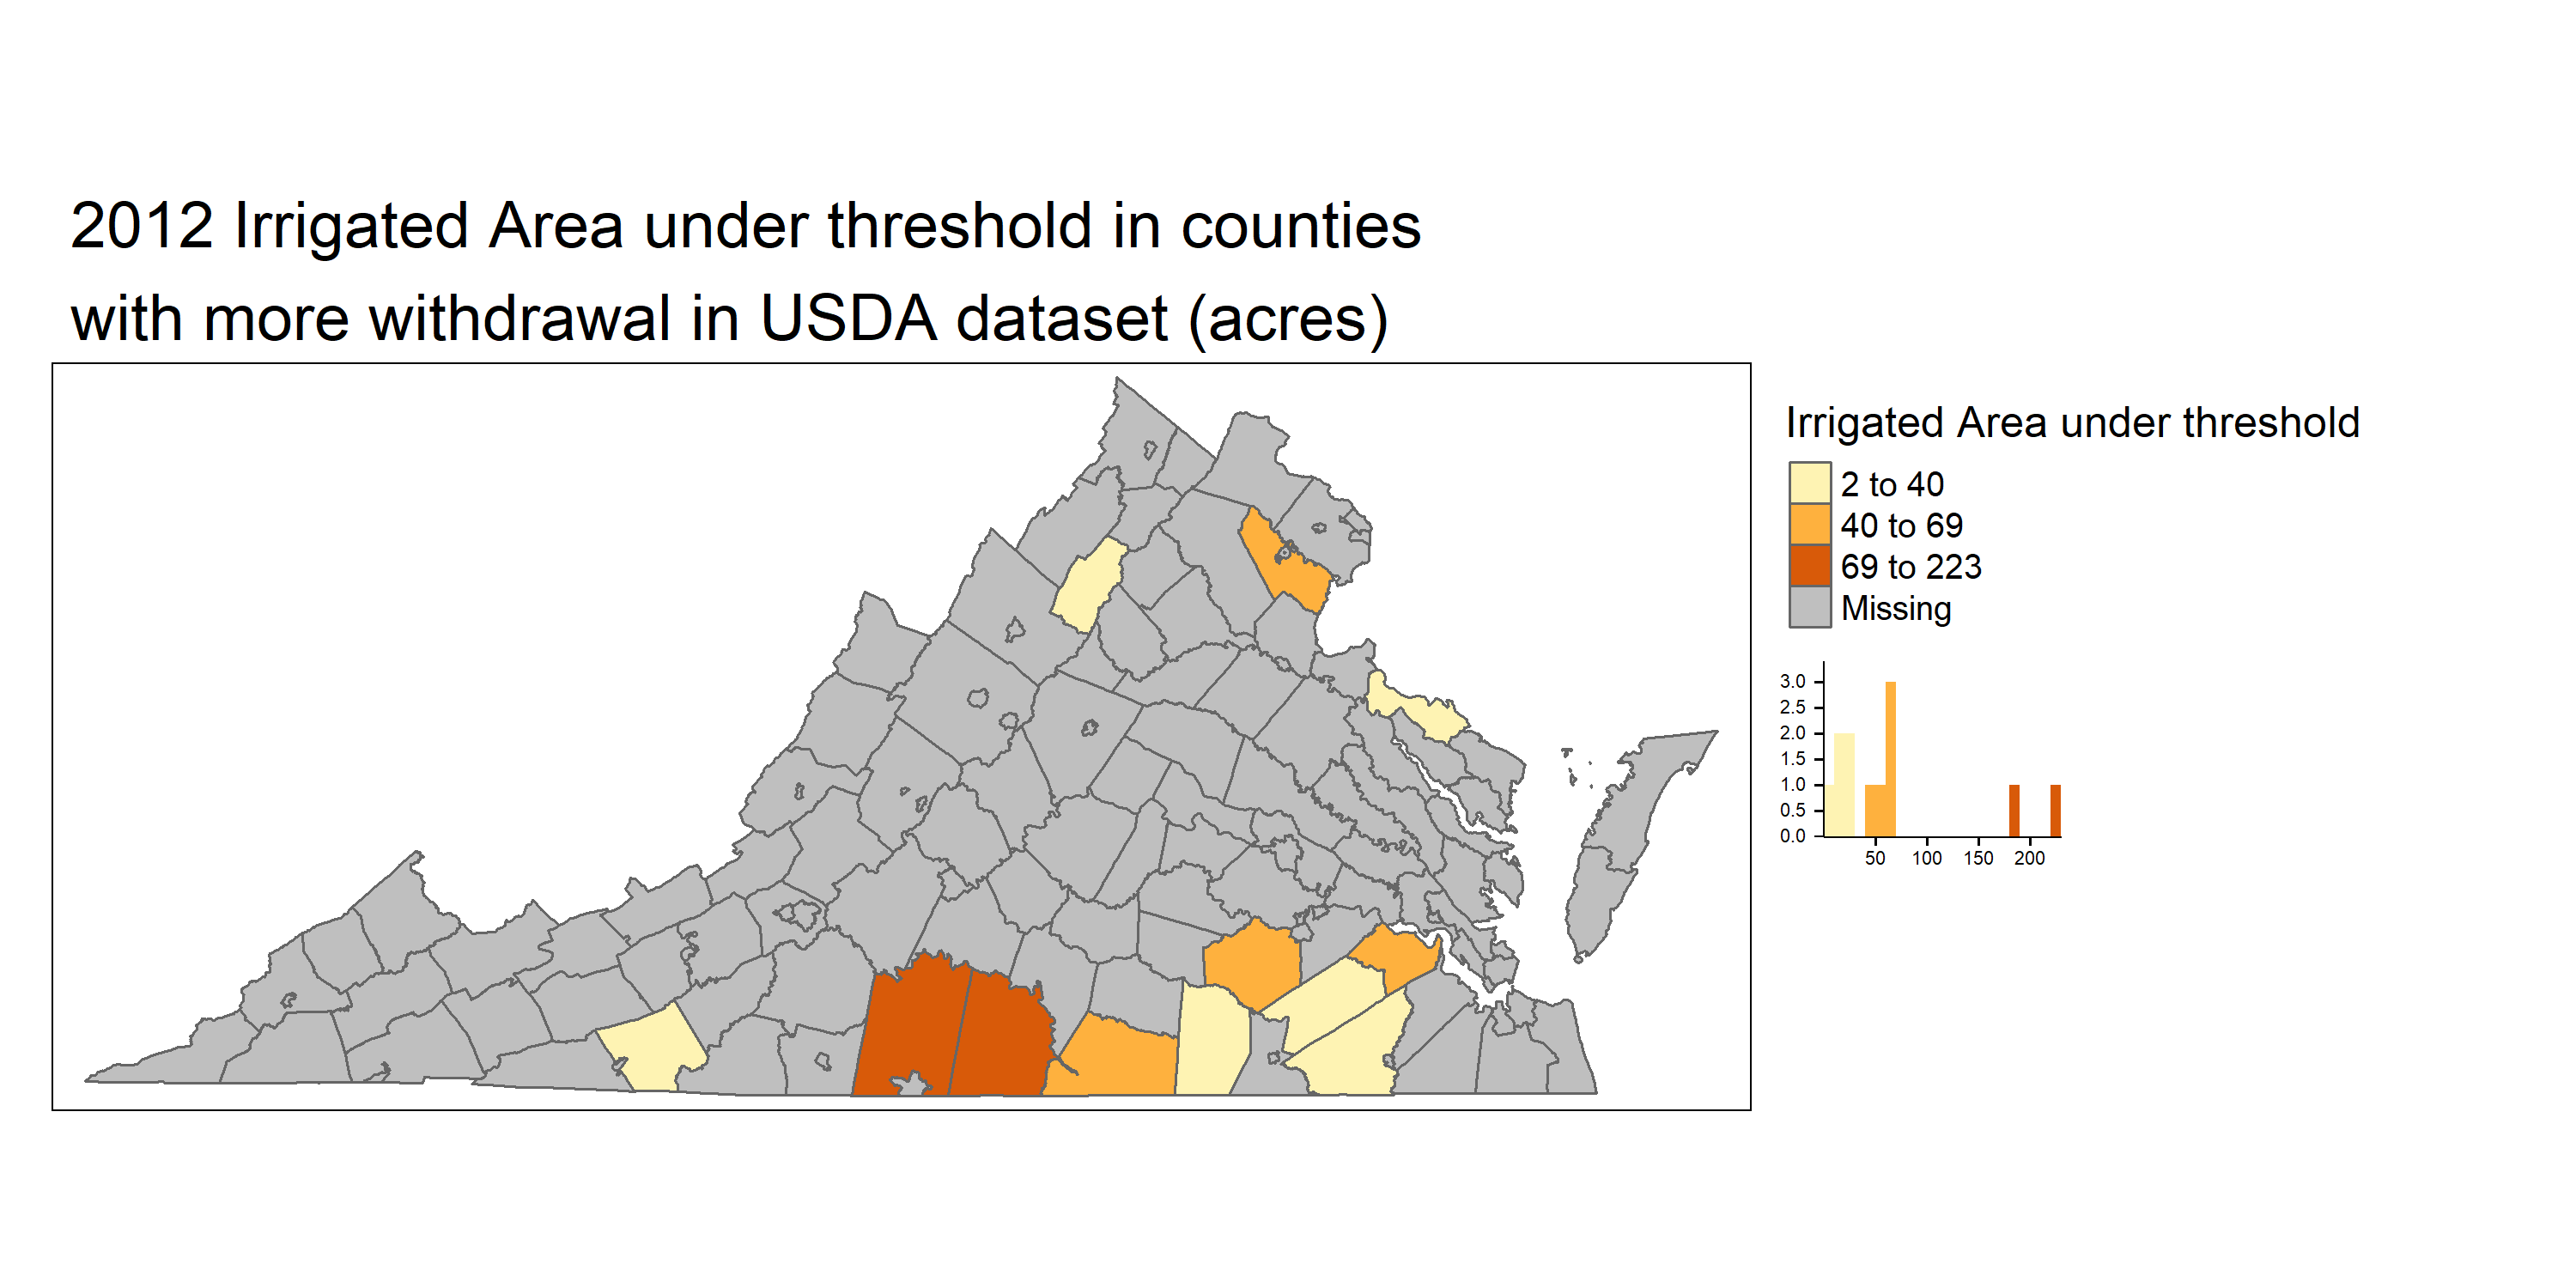 2012 Irrigated Area under threshold in counties
with more withdrawal in USDA dataset (acres)
Irrigated Area under threshold
2 to 40
40 to 69
69 to 223
Missing
3.0
2.5
2.0
1.5
1.0
0.5
0.0
50 100 150 200